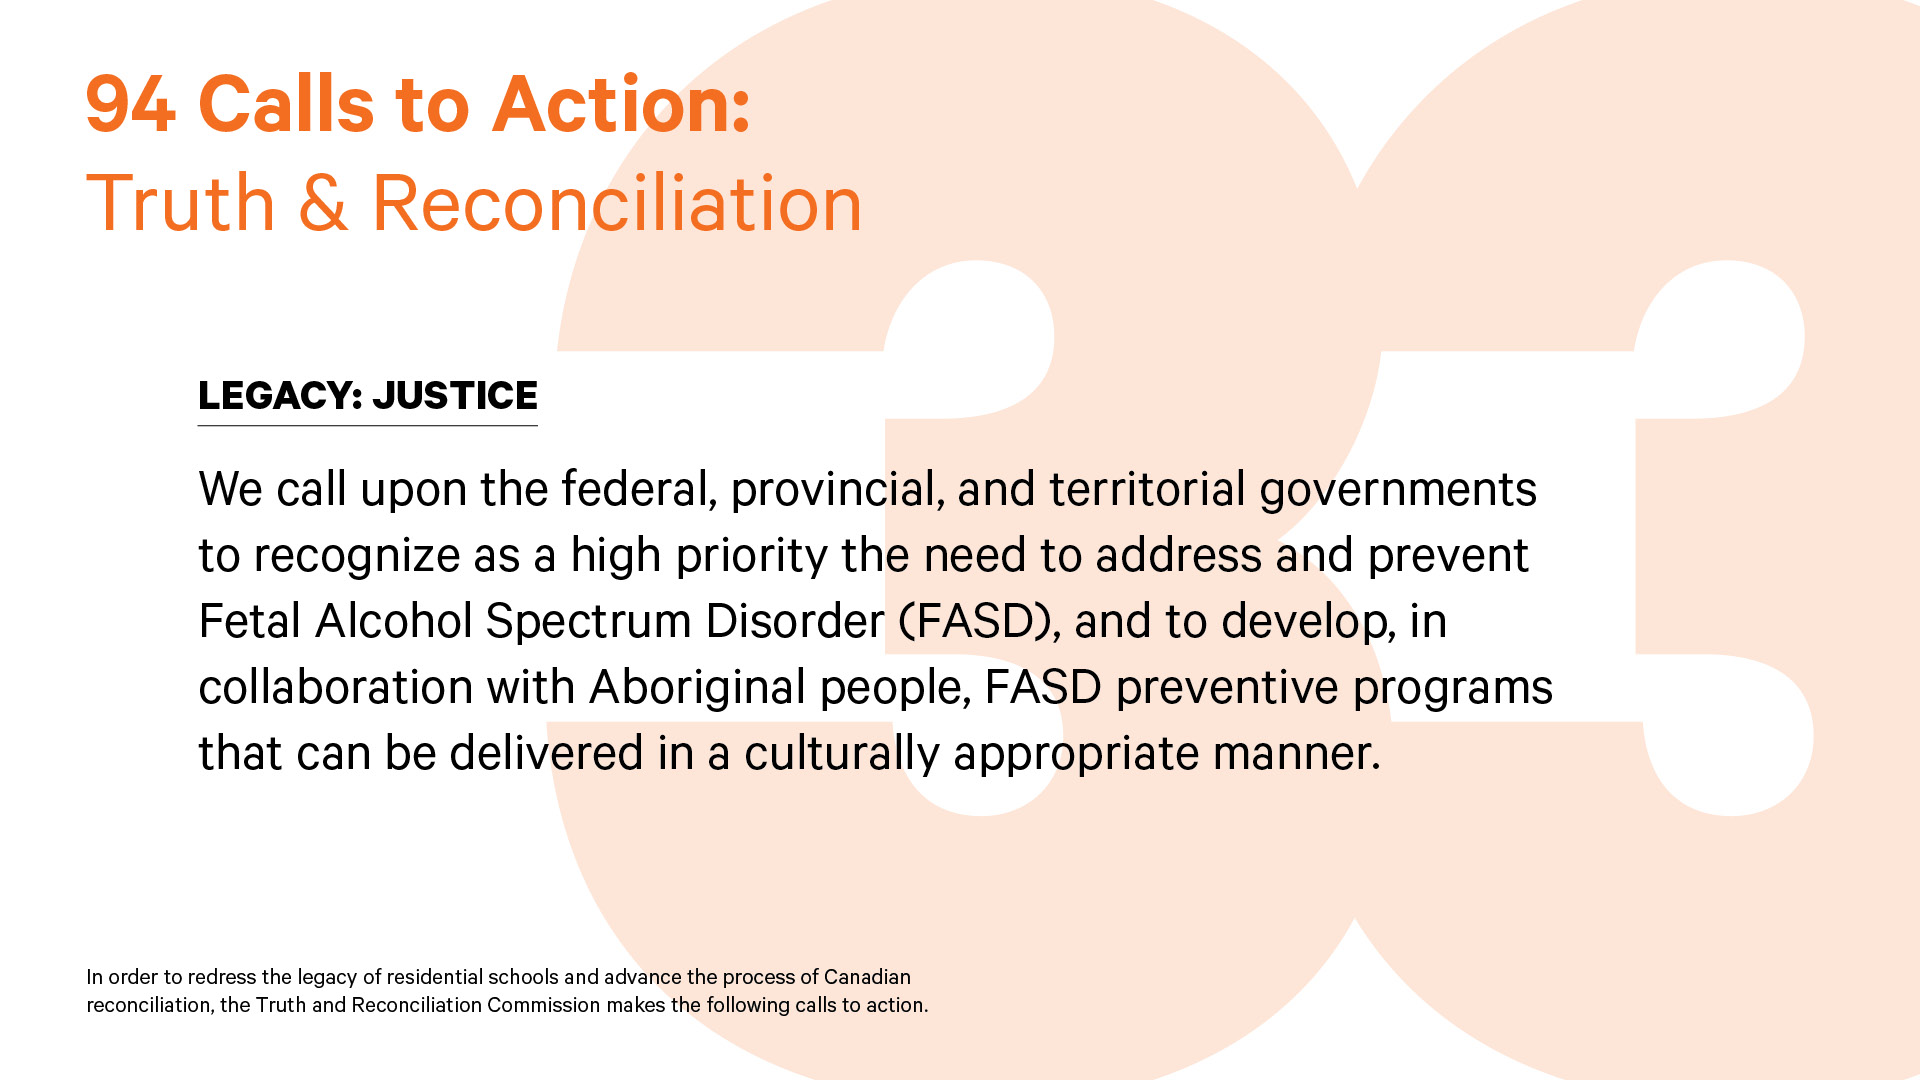 94 Calls to Action:
Truth & Reconciliation
33
LEGACY: JUSTICE
We call upon the federal, provincial, and territorial governments
to recognize as a high priority the need to address and prevent
Fetal Alcohol Spectrum Disorder (FASD), and to develop, in
collaboration with Aboriginal people, FASD preventive programs
that can be delivered in a culturally appropriate manner.
In order to redress the legacy of residential schools and advance the process of Canadian
reconciliation, the Truth and Reconciliation Commission makes the following calls to action.